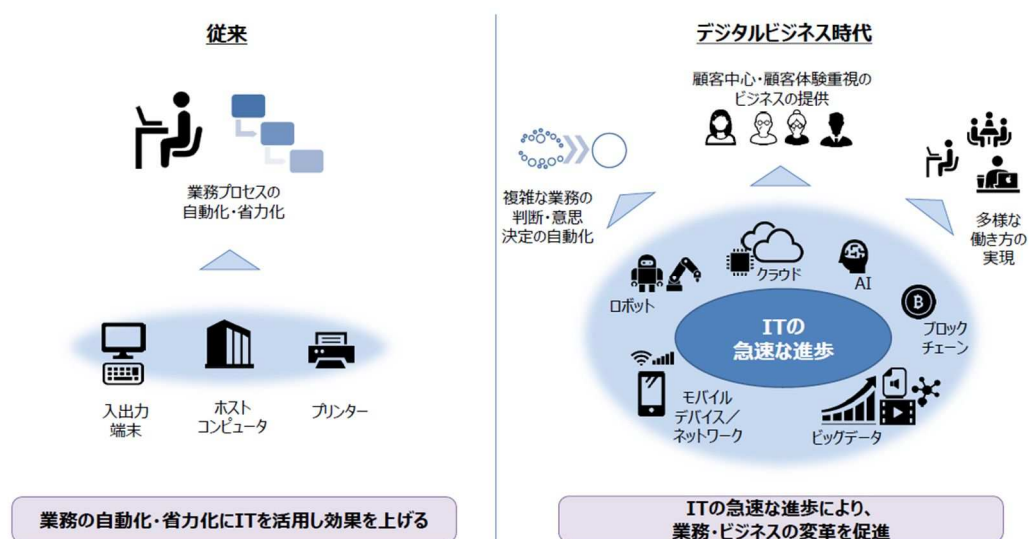 従来
業務プロセスの
自動化・省力化
入出力
端末
ホスト
コンピュータ
プリンター
業務の自動化・省力化にITを活用し効果を上げる
デジタルビジネス時代
顧客中心・顧客体験重視の
ビジネスの提供
複雑な業務の
判断・意思
決定の自動化
多様な
働き方の
実現
ロボット
クラウド
AI
ブロック
チェーン
ITの
急速な進歩
モバイル
デバイス／
ネットワーク
ビッグデータ
ITの急速な進歩により、
業務・ビジネスの変革を促進